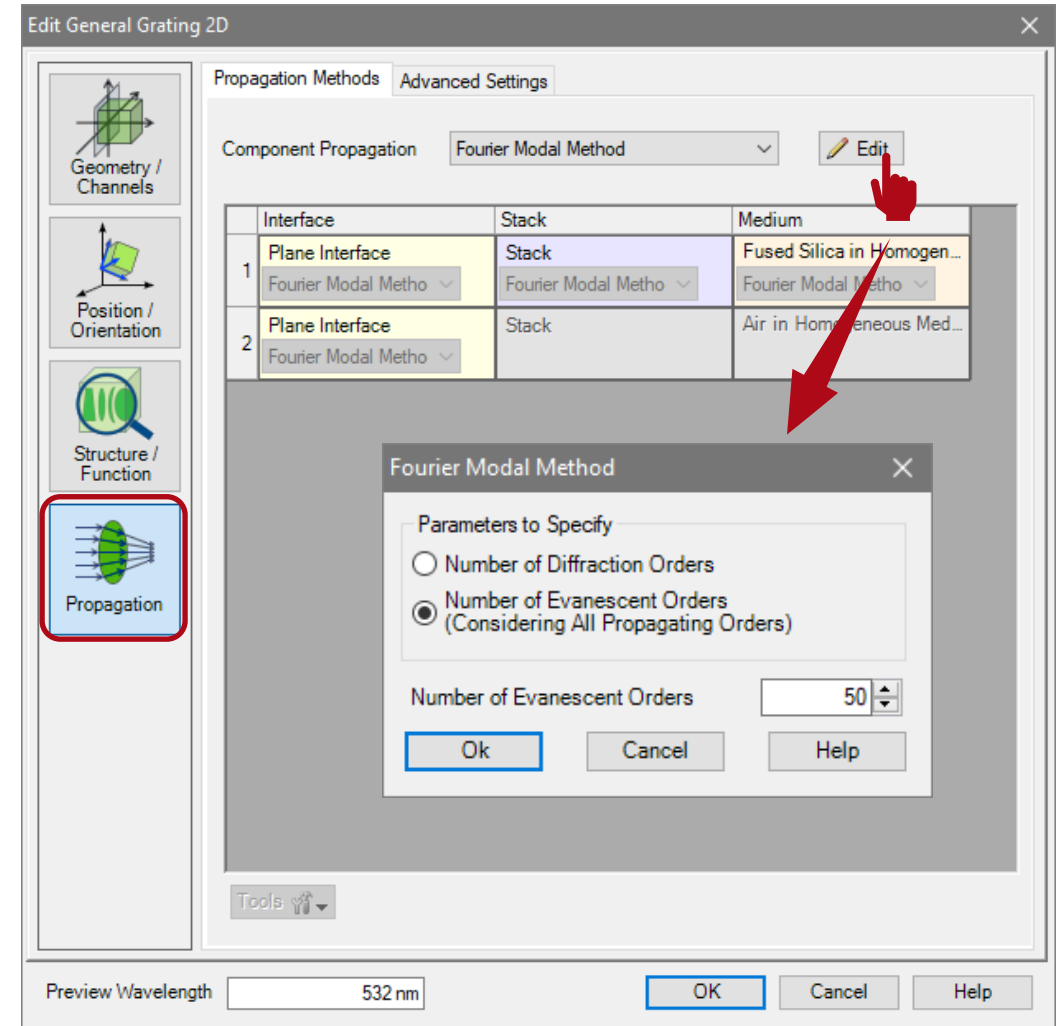 Edit General Grating 2D
Geometry /
Channels
Position /
Orientation
Structure /
Function
Propagation
Propagation Methods Advanced Settings
Component Propagation Fourier Modal Method Edit
Interface Stack Medium
1 Plane Interface Stack Fused Silica in Homogen...
Fourier Modal Metho Fourier Modal Metho Fourier Modal Metho
2 Plane Interface Stack Air in Homogeneous Med...
Fourier Modal Metho
Fourier Modal Method
Parameters to Specify
Number of Diffraction Orders
Number of Evanescent Orders
(Considering All Propagating Orders)
Number of Evanescent Orders 50
Ok Cancel Help
Tools
Preview Wavelength 532 nm OK Cancel Help